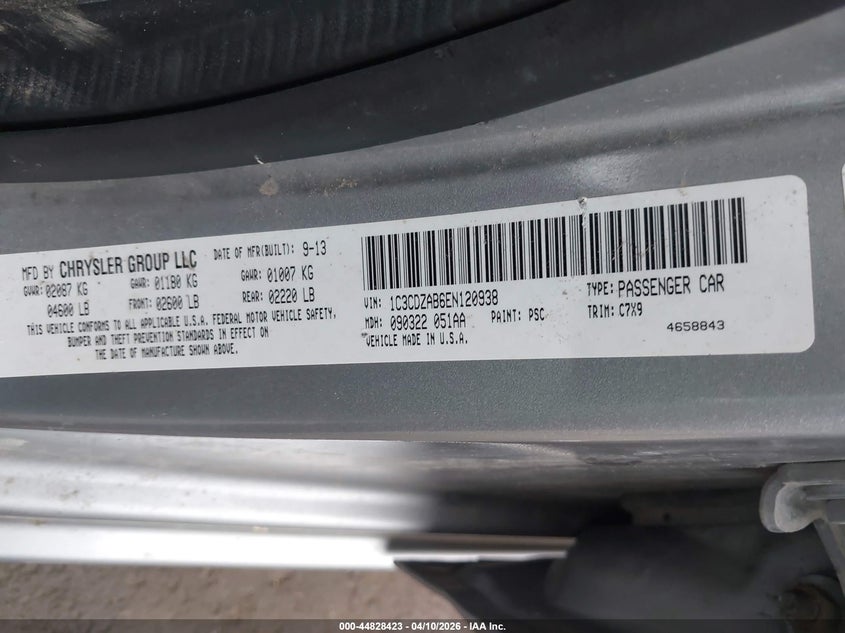 MFD BY CHRYSLER GROUP LLC DATE OF MFR(BUILT): 9-13
GVWR: 02087 KG GAWR: 01180 KG GAWR: 01007 KG
04600 LB FRONT: 02600 LB REAR: 02220 LB
THIS VEHICLE CONFORMS TO ALL APPLICABLE U.S.A. FEDERAL MOTOR VEHICLE SAFETY,
BUMPER AND THEFT PREVENTION STANDARDS IN EFFECT ON
THE DATE OF MANUFACTURE SHOWN ABOVE.
VIN: 1C3CDZAB6EN120938 TYPE: PASSENGER CAR
MDH: 090322 051AA PAINT: PSC TRIM: C7X9
VEHICLE MADE IN U.S.A. 4658843
000-44828423 | 04/10/2026 - IAA Inc.